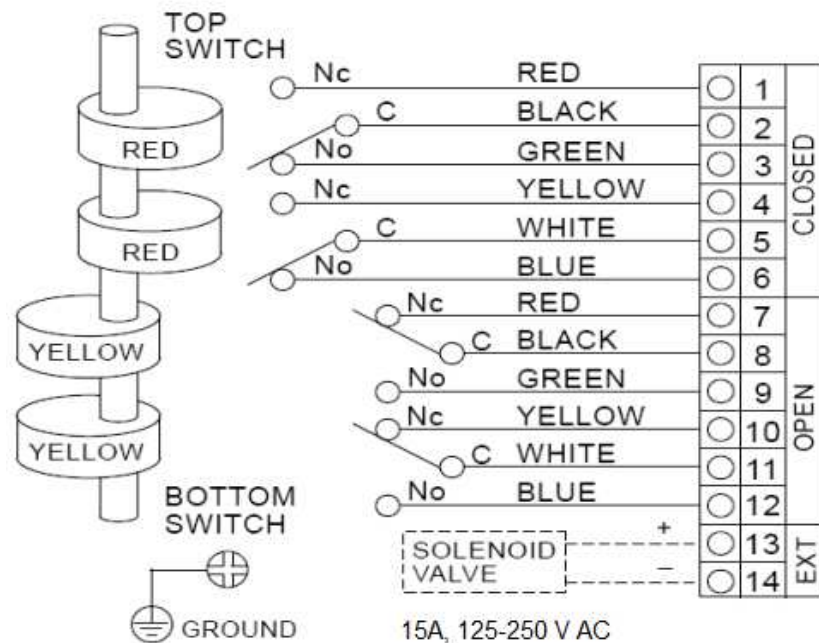 TOP
SWITCH
RED
RED
YELLOW
YELLOW
BOTTOM
SWITCH
GROUND
Nc RED 1
C BLACK 2
No GREEN 3
Nc YELLOW 4
C WHITE 5
No BLUE 6
CLOSED
Nc RED 7
C BLACK 8
No GREEN 9
Nc YELLOW 10
C WHITE 11
No BLUE 12
OPEN
SOLENOID
VALVE
+ 13
− 14
EXT
15A, 125-250 V AC